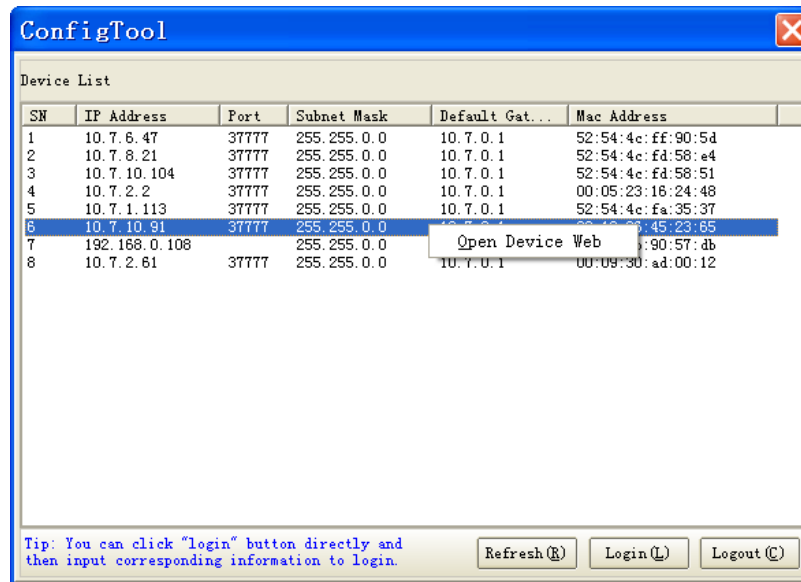 ConfigTool
Device List
SN IP Address Port Subnet Mask Default Gat... Mac Address
1 10.7.6.47 37777 255.255.0.0 10.7.0.1 52:54:4c:ff:90:5d
2 10.7.8.21 37777 255.255.0.0 10.7.0.1 52:54:4c:fd:58:e4
3 10.7.10.104 37777 255.255.0.0 10.7.0.1 52:54:4c:fd:58:51
4 10.7.2.2 37777 255.255.0.0 10.7.0.1 00:05:23:16:24:48
5 10.7.1.113 37777 255.255.0.0 10.7.0.1 52:54:4c:fa:35:37
6 10.7.10.91 37777 255.255.0.0 :45:23:65
Open Device Web
7 192.168.0.108 255.255.0.0 :90:57:db
8 10.7.2.61 37777 255.255.0.0 10.7.0.1 00:09:30:ad:00:12
Tip: You can click "login" button directly and
then input corresponding information to login.
Refresh(R) Login(L) Logout(C)